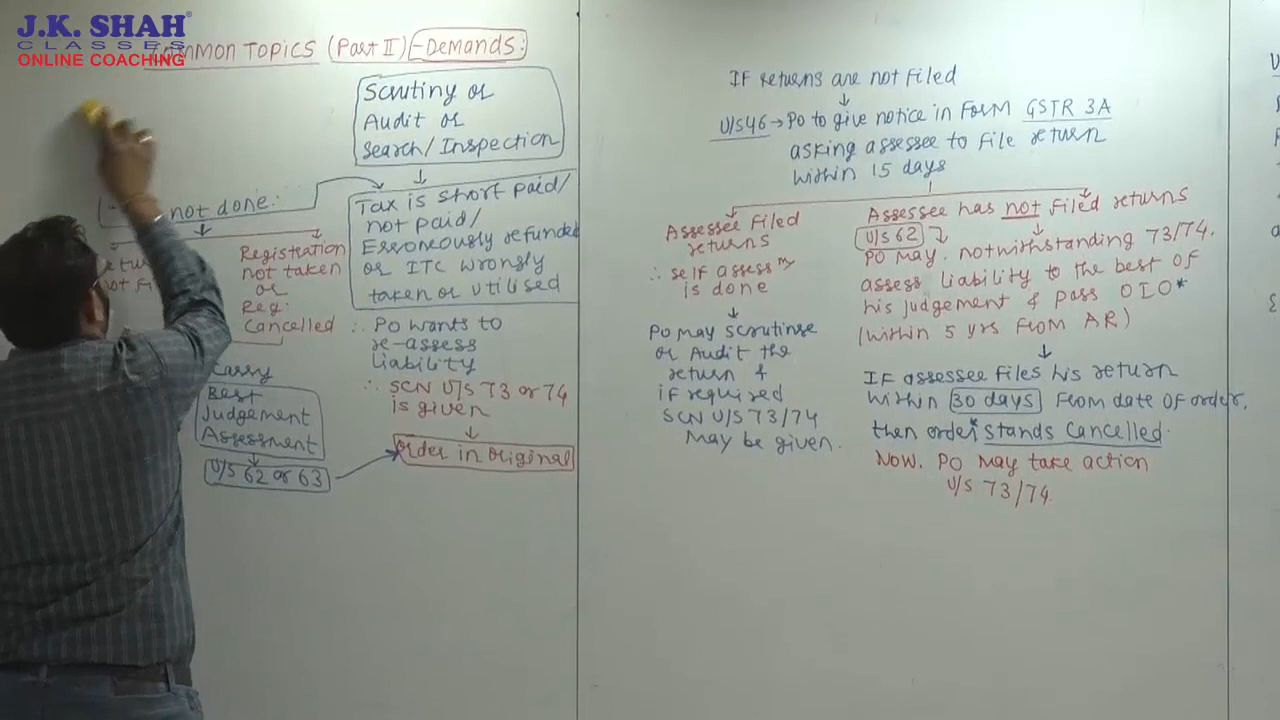 J.K. SHAH®
CLASSES
ONLINE COACHING
COMMON TOPICS (Part II) - Demands:
Scrutiny or
Audit or
Search/Inspection
not done:
Registration
not taken
or
Reg:
Cancelled
Carry
Best
Judgement
Assessment
U/S 62 or 63
Tax is short paid/
not paid/
Erroneously refunded
or ITC wrongly
taken or utilised
∴ PO wants to
re-assess
liability
∴ SCN U/S 73 or 74
is given
Order in original
IF returns are not filed
U/S 46 → PO to give notice in Form GSTR 3A
asking assessee to file return
within 15 days
Assessee filed
returns
∴ self assessmy
is done
PO may scrutinse
or Audit the
return &
if required
SCN U/S 73/74
may be given.
Assessee has not filed returns
U/S 62
PO may. notwithstanding 73/74.
assess liability to the best of
his judgement & pass OIO*
(within 5 yrs from AR)
IF assessee files his return
within 30 days from date of order,
then order* stands cancelled.
Now. PO may take action
U/S 73/74.